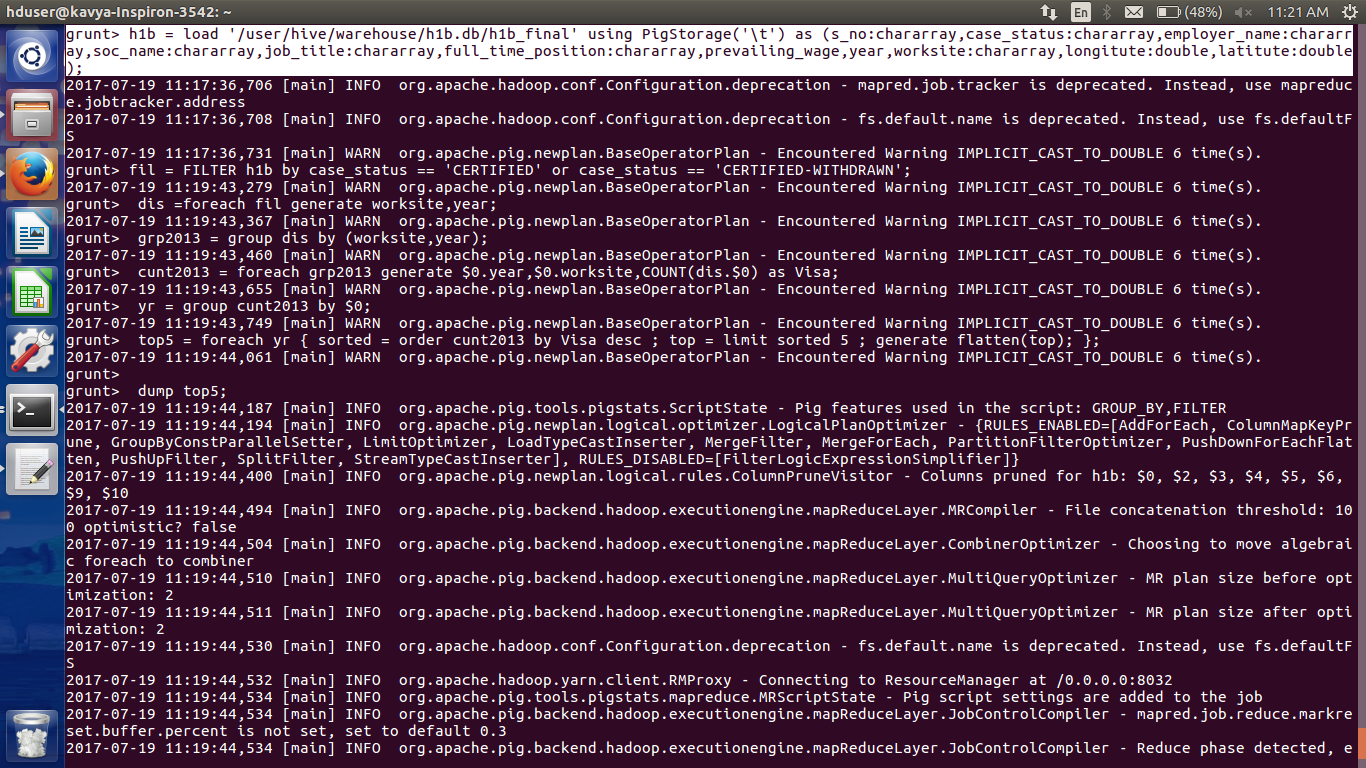 hduser@kavya-Inspiron-3542: ~
En
(48%)
11:21 AM
grunt> h1b = load '/user/hive/warehouse/h1b.db/h1b_final' using PigStorage('\t') as (s_no:chararray,case_status:chararray,employer_name:charar
ray,soc_name:chararray,job_title:chararray,full_time_position:chararray,prevailing_wage,year,worksite:chararray,longitute:double,latitute:double
);
2017-07-19 11:17:36,706 [main] INFO  org.apache.hadoop.conf.Configuration.deprecation - mapred.job.tracker is deprecated. Instead, use mapreduc
e.jobtracker.address
2017-07-19 11:17:36,708 [main] INFO  org.apache.hadoop.conf.Configuration.deprecation - fs.default.name is deprecated. Instead, use fs.defaultF
S
2017-07-19 11:17:36,731 [main] WARN  org.apache.pig.newplan.BaseOperatorPlan - Encountered Warning IMPLICIT_CAST_TO_DOUBLE 6 time(s).
grunt> fil = FILTER h1b by case_status == 'CERTIFIED' or case_status == 'CERTIFIED-WITHDRAWN';
2017-07-19 11:19:43,279 [main] WARN  org.apache.pig.newplan.BaseOperatorPlan - Encountered Warning IMPLICIT_CAST_TO_DOUBLE 6 time(s).
grunt>  dis =foreach fil generate worksite,year;
2017-07-19 11:19:43,367 [main] WARN  org.apache.pig.newplan.BaseOperatorPlan - Encountered Warning IMPLICIT_CAST_TO_DOUBLE 6 time(s).
grunt>  grp2013 = group dis by (worksite,year);
2017-07-19 11:19:43,460 [main] WARN  org.apache.pig.newplan.BaseOperatorPlan - Encountered Warning IMPLICIT_CAST_TO_DOUBLE 6 time(s).
grunt>  cunt2013 = foreach grp2013 generate $0.year,$0.worksite,COUNT(dis.$0) as Visa;
2017-07-19 11:19:43,655 [main] WARN  org.apache.pig.newplan.BaseOperatorPlan - Encountered Warning IMPLICIT_CAST_TO_DOUBLE 6 time(s).
grunt>  yr = group cunt2013 by $0;
2017-07-19 11:19:43,749 [main] WARN  org.apache.pig.newplan.BaseOperatorPlan - Encountered Warning IMPLICIT_CAST_TO_DOUBLE 6 time(s).
grunt>  top5 = foreach yr { sorted = order cunt2013 by Visa desc ; top = limit sorted 5 ; generate flatten(top); };
2017-07-19 11:19:44,061 [main] WARN  org.apache.pig.newplan.BaseOperatorPlan - Encountered Warning IMPLICIT_CAST_TO_DOUBLE 6 time(s).
grunt>
grunt>  dump top5;
2017-07-19 11:19:44,187 [main] INFO  org.apache.pig.tools.pigstats.ScriptState - Pig features used in the script: GROUP_BY,FILTER
2017-07-19 11:19:44,194 [main] INFO  org.apache.pig.newplan.logical.optimizer.LogicalPlanOptimizer - {RULES_ENABLED=[AddForEach, ColumnMapKeyPr
une, GroupByConstParallelSetter, LimitOptimizer, LoadTypeCastInserter, MergeFilter, MergeForEach, PartitionFilterOptimizer, PushDownForEachFlat
ten, PushUpFilter, SplitFilter, StreamTypeCastInserter], RULES_DISABLED=[FilterLogicExpressionSimplifier]}
2017-07-19 11:19:44,400 [main] INFO  org.apache.pig.newplan.logical.rules.ColumnPruneVisitor - Columns pruned for h1b: $0, $2, $3, $4, $5, $6,
$9, $10
2017-07-19 11:19:44,494 [main] INFO  org.apache.pig.backend.hadoop.executionengine.mapReduceLayer.MRCompiler - File concatenation threshold: 10
0 optimistic? false
2017-07-19 11:19:44,504 [main] INFO  org.apache.pig.backend.hadoop.executionengine.mapReduceLayer.CombinerOptimizer - Choosing to move algebrai
c foreach to combiner
2017-07-19 11:19:44,510 [main] INFO  org.apache.pig.backend.hadoop.executionengine.mapReduceLayer.MultiQueryOptimizer - MR plan size before opt
imization: 2
2017-07-19 11:19:44,511 [main] INFO  org.apache.pig.backend.hadoop.executionengine.mapReduceLayer.MultiQueryOptimizer - MR plan size after opti
mization: 2
2017-07-19 11:19:44,530 [main] INFO  org.apache.hadoop.conf.Configuration.deprecation - fs.default.name is deprecated. Instead, use fs.defaultF
S
2017-07-19 11:19:44,532 [main] INFO  org.apache.hadoop.yarn.client.RMProxy - Connecting to ResourceManager at /0.0.0.0:8032
2017-07-19 11:19:44,534 [main] INFO  org.apache.pig.tools.pigstats.mapreduce.MRScriptState - Pig script settings are added to the job
2017-07-19 11:19:44,534 [main] INFO  org.apache.pig.backend.hadoop.executionengine.mapReduceLayer.JobControlCompiler - mapred.job.reduce.markre
set.buffer.percent is not set, set to default 0.3
2017-07-19 11:19:44,534 [main] INFO  org.apache.pig.backend.hadoop.executionengine.mapReduceLayer.JobControlCompiler - Reduce phase detected, e